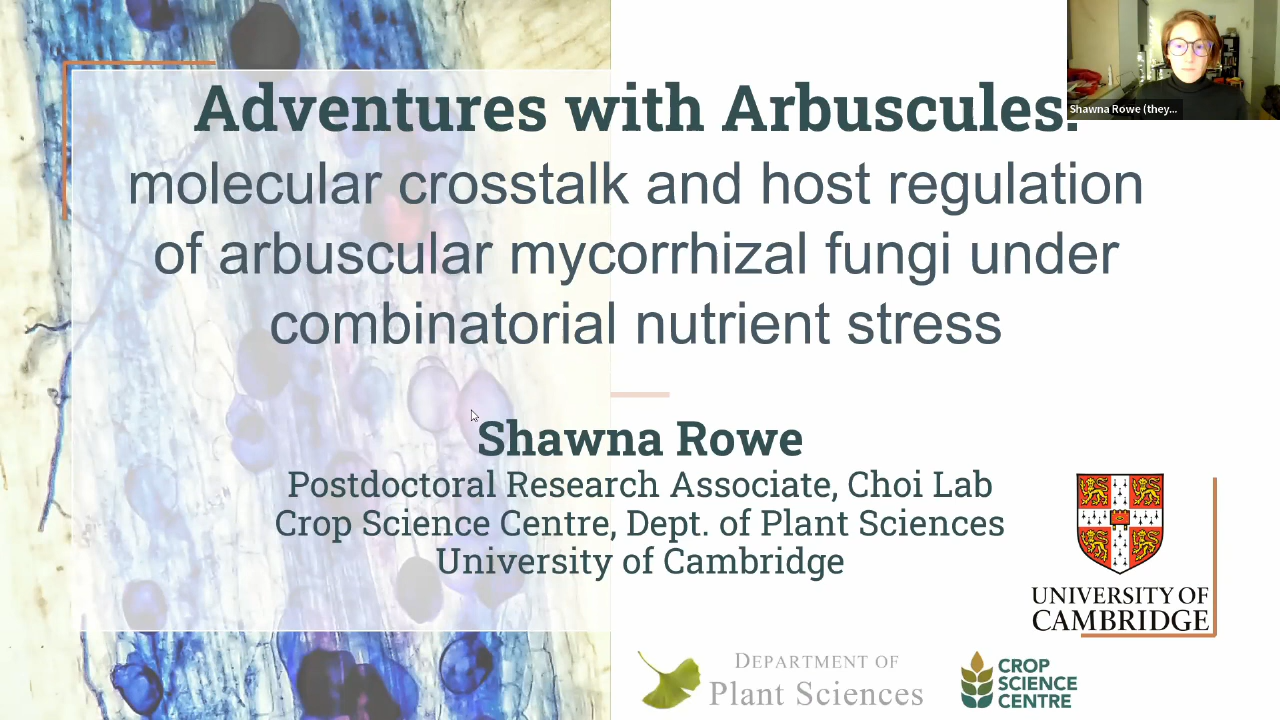 Adventures with Arbuscules:
molecular crosstalk and host regulation
of arbuscular mycorrhizal fungi under
combinatorial nutrient stress
Shawna Rowe (they...
Shawna Rowe
Postdoctoral Research Associate, Choi Lab
Crop Science Centre, Dept. of Plant Sciences
University of Cambridge
UNIVERSITY OF
CAMBRIDGE
DEPARTMENT OF
Plant Sciences
CROP
SCIENCE
CENTRE